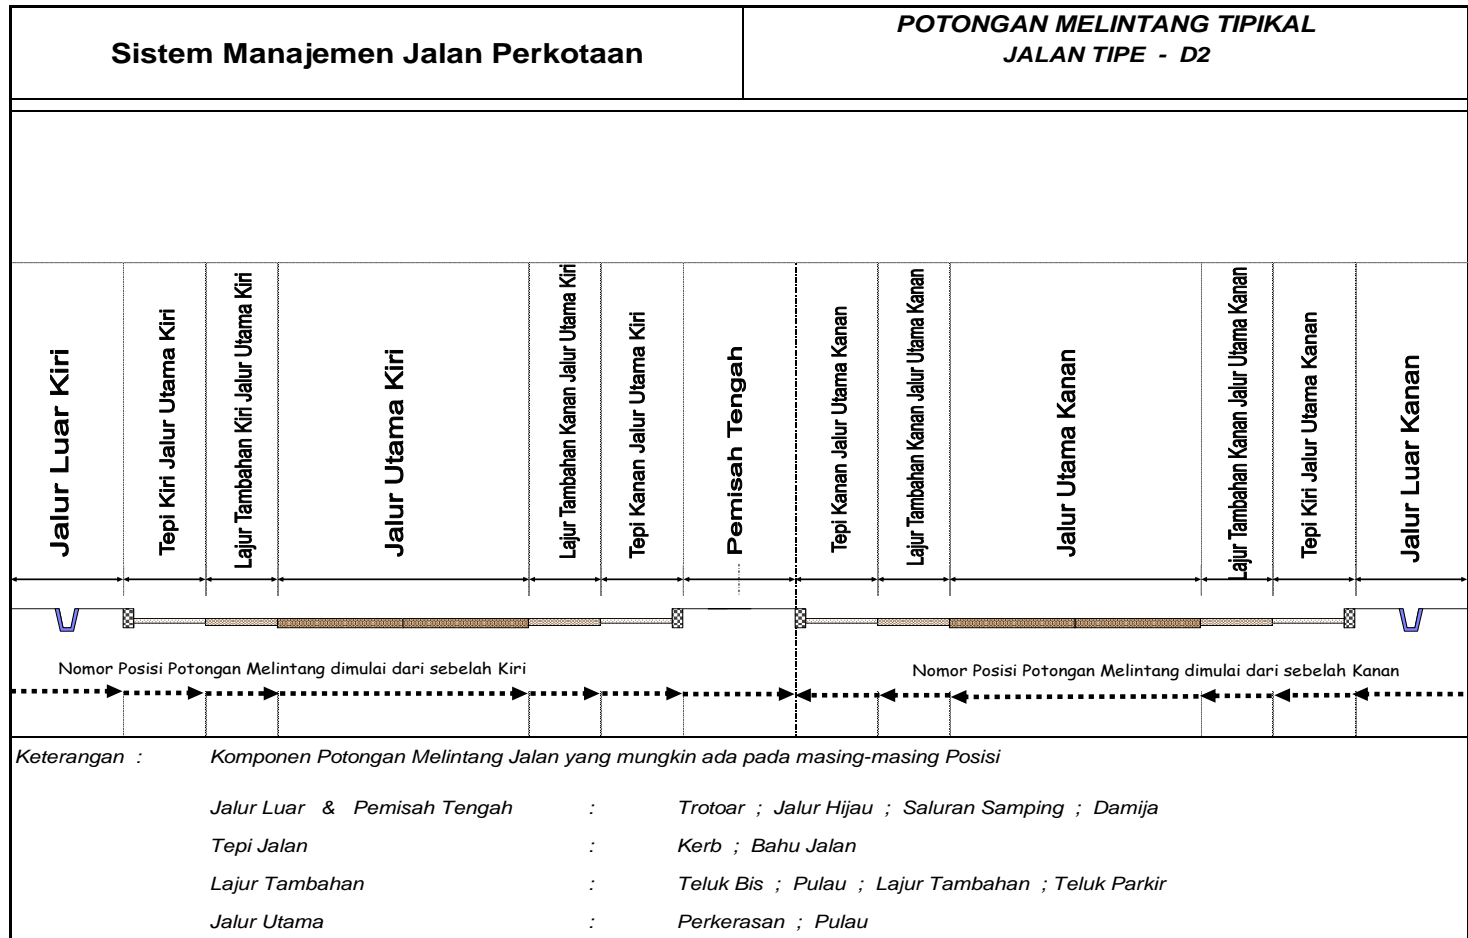 Sistem Manajemen Jalan Perkotaan
POTONGAN MELINTANG TIPIKAL
JALAN TIPE - D2
Jalur Luar Kiri
Tepi Kiri Jalur Utama Kiri
Lajur Tambahan Kiri Jalur Utama Kiri
Jalur Utama Kiri
Lajur Tambahan Kanan Jalur Utama Kiri
Tepi Kanan Jalur Utama Kiri
Pemisah Tengah
Tepi Kanan Jalur Utama Kanan
Lajur Tambahan Kanan Jalur Utama Kanan
Jalur Utama Kanan
Lajur Tambahan Kanan Jalur Utama Kanan
Tepi Kiri Jalur Utama Kanan
Jalur Luar Kanan
Nomor Posisi Potongan Melintang dimulai dari sebelah Kiri
Nomor Posisi Potongan Melintang dimulai dari sebelah Kanan
Keterangan : Komponen Potongan Melintang Jalan yang mungkin ada pada masing-masing Posisi
Jalur Luar & Pemisah Tengah : Trotoar ; Jalur Hijau ; Saluran Samping ; Damija
Tepi Jalan : Kerb ; Bahu Jalan
Lajur Tambahan : Teluk Bis ; Pulau ; Lajur Tambahan ; Teluk Parkir
Jalur Utama : Perkerasan ; Pulau